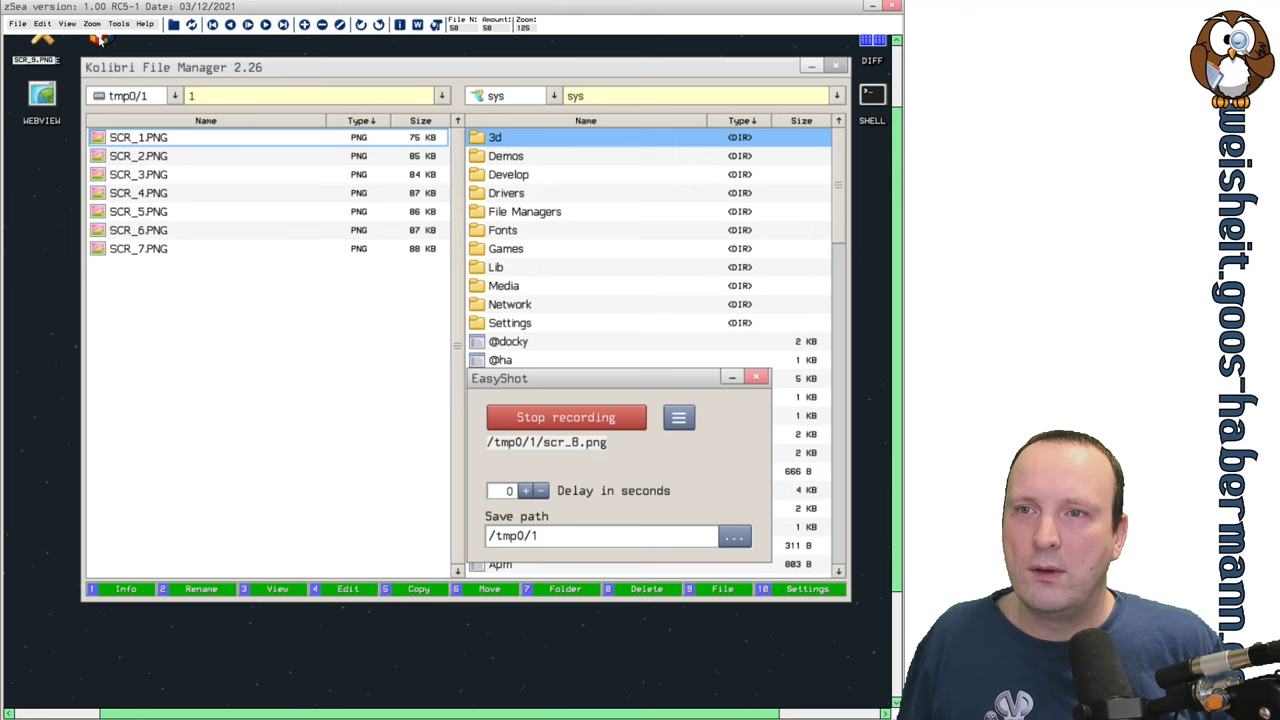 zSea version: 1.00 RC5-1 Date: 03/12/2021
File Edit View Zoom Tools Help
File N: Amount: Zoom:
58 58 125
SCR_9.PNG
DIFF
WEBVIEW
SHELL
Kolibri File Manager 2.26
tmp0/1 1 sys sys
Name Type Size Name Type Size
SCR_1.PNG PNG 75 KB 3d <DIR>
SCR_2.PNG PNG 85 KB Demos <DIR>
SCR_3.PNG PNG 84 KB Develop <DIR>
SCR_4.PNG PNG 87 KB Drivers <DIR>
SCR_5.PNG PNG 86 KB File Managers <DIR>
SCR_6.PNG PNG 87 KB Fonts <DIR>
SCR_7.PNG PNG 88 KB Games <DIR>
Lib <DIR>
Media <DIR>
Network <DIR>
Settings <DIR>
@docky 2 KB
@ha 1 KB
5 KB
1 KB
1 KB
2 KB
2 KB
666 B
4 KB
2 KB
1 KB
311 B
Apm 803 B
EasyShot
Stop recording
/tmp0/1/scr_8.png
0 + - Delay in seconds
Save path
/tmp0/1 ...
1 Info 2 Rename 3 View 4 Edit 5 Copy 6 Move 7 Folder 8 Delete 9 File 10 Settings
weisheit.goos-habermann.